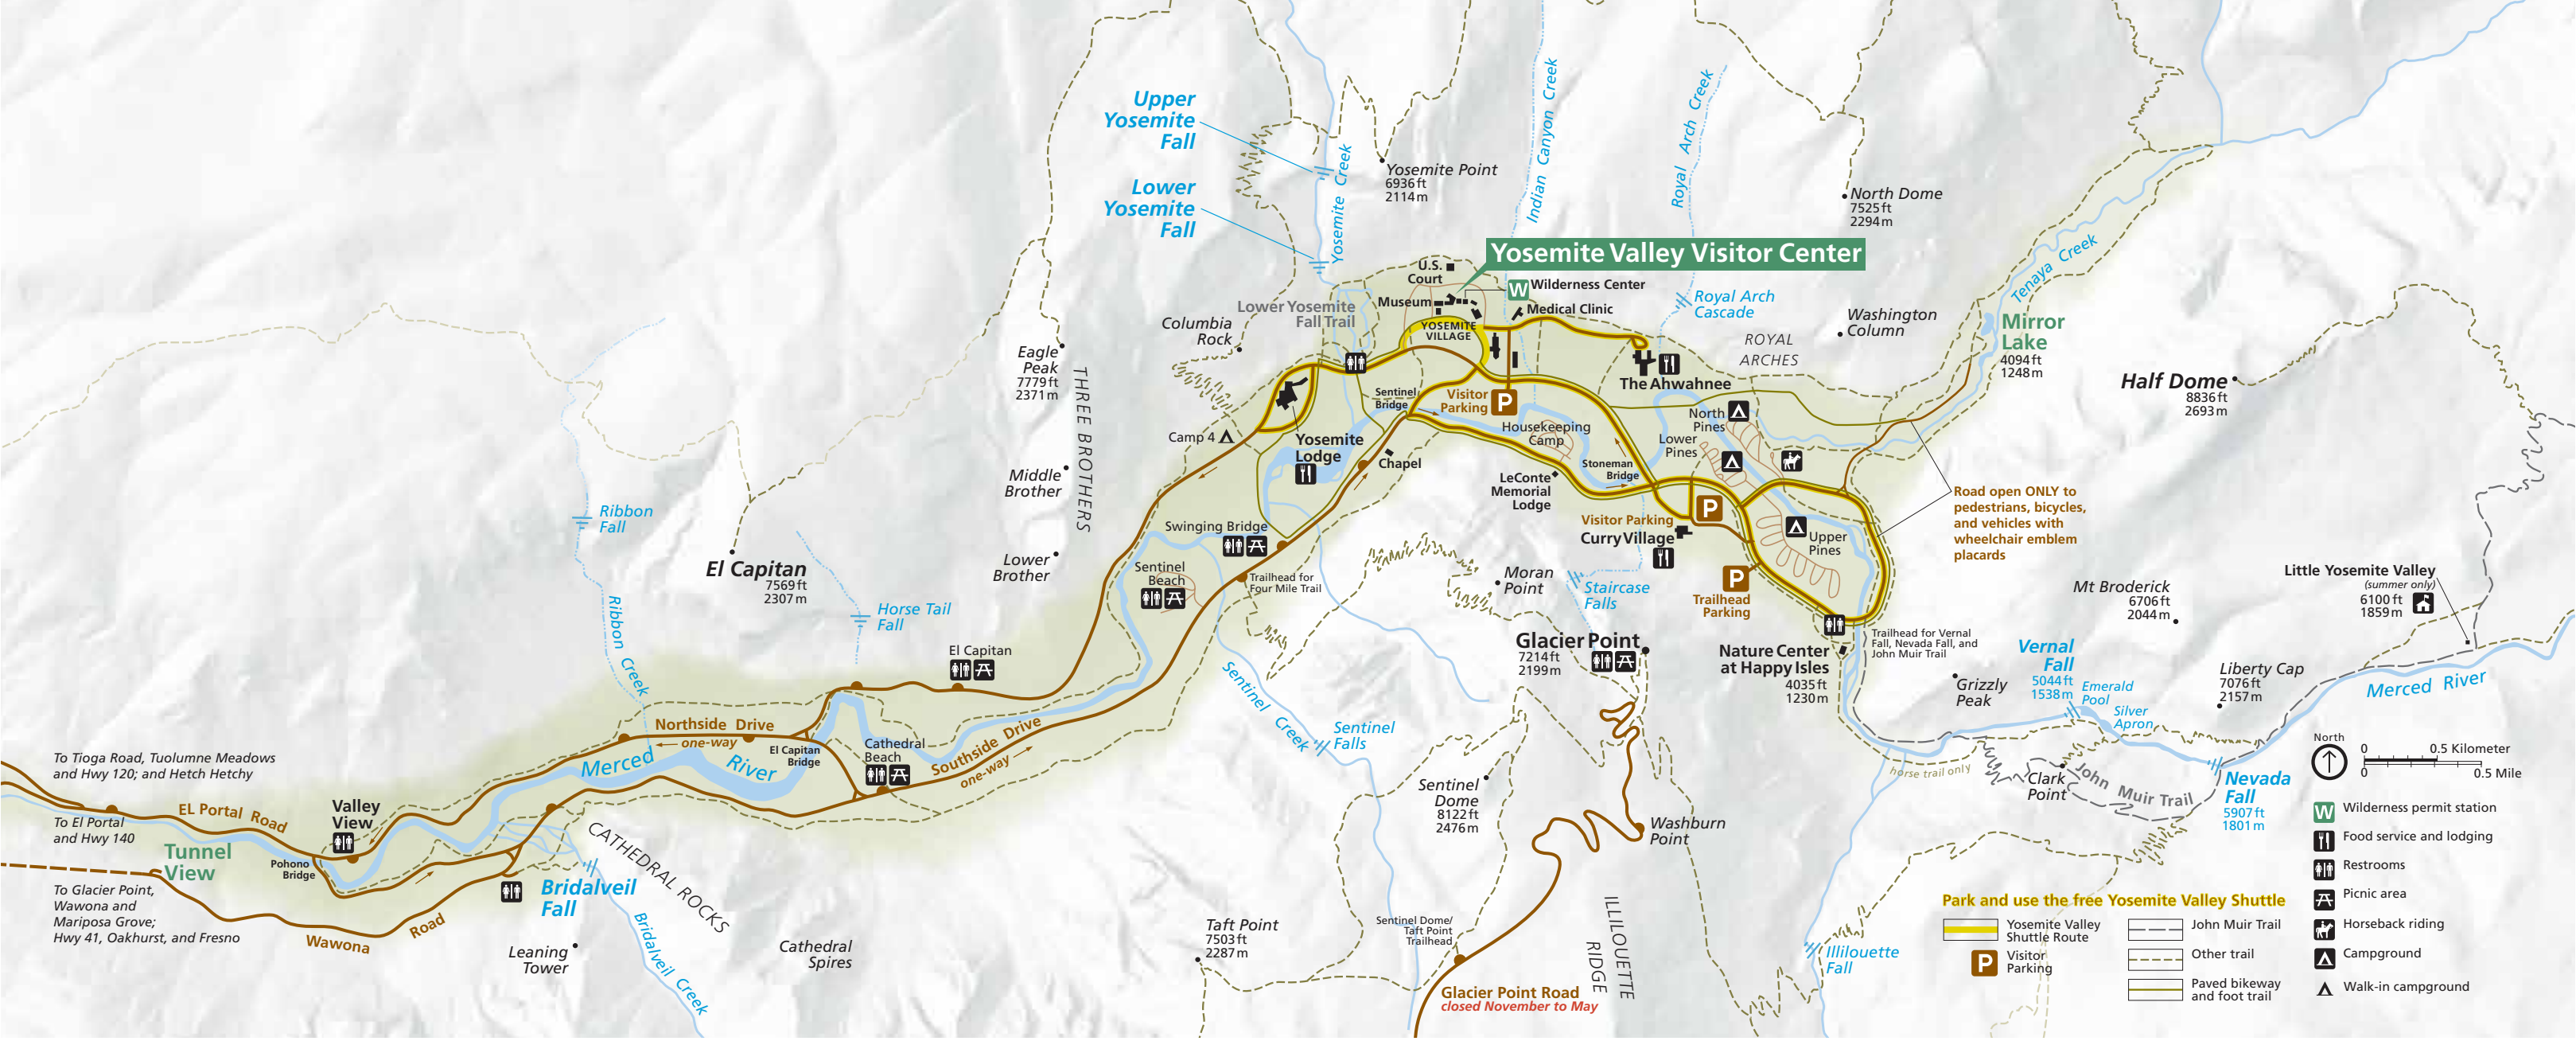 Upper
Yosemite
Fall
Lower
Yosemite
Fall
Yosemite Creek
Yosemite Point
6936 ft
2114 m
Indian Canyon Creek
Royal Arch Creek
North Dome
7525 ft
2294 m
Yosemite Valley Visitor Center
U.S.
Court
Museum
W
Wilderness Center
Medical Clinic
YOSEMITE
VILLAGE
Lower Yosemite
Fall Trail
Columbia
Rock
Royal Arch
Cascade
ROYAL
ARCHES
Washington
Column
Tenaya Creek
Mirror
Lake
4094 ft
1248 m
Half Dome
8836 ft
2693 m
Eagle
Peak
7779 ft
2371 m
THREE BROTHERS
Middle
Brother
Lower
Brother
The Ahwahnee
Sentinel
Bridge
Visitor
Parking
P
Housekeeping
Camp
North
Pines
Lower
Pines
Camp 4
Yosemite
Lodge
Chapel
LeConte
Memorial
Lodge
Stoneman
Bridge
P
Visitor Parking
Curry Village
Upper
Pines
Road open ONLY to
pedestrians, bicycles,
and vehicles with
wheelchair emblem
placards
Ribbon
Fall
Ribbon Creek
El Capitan
7569 ft
2307 m
Horse Tail
Fall
Swinging Bridge
Sentinel
Beach
Trailhead for
Four Mile Trail
Moran
Point
Staircase
Falls
P
Trailhead
Parking
Glacier Point
7214 ft
2199 m
Nature Center
at Happy Isles
4035 ft
1230 m
Trailhead for Vernal
Fall, Nevada Fall, and
John Muir Trail
Mt Broderick
6706 ft
2044 m
Little Yosemite Valley
(summer only)
6100 ft
1859 m
Vernal
Fall
5044 ft
1538 m
Emerald
Pool
Silver
Apron
Grizzly
Peak
Liberty Cap
7076 ft
2157 m
Merced River
El Capitan
Northside Drive
one-way
El Capitan
Bridge
Cathedral
Beach
Southside Drive
one-way
Merced River
Sentinel Creek
Sentinel
Falls
Sentinel
Dome
8122 ft
2476 m
Washburn
Point
horse trail only
Clark
Point
John Muir Trail
Nevada
Fall
5907 ft
1801 m
To Tioga Road, Tuolumne Meadows
and Hwy 120; and Hetch Hetchy
EL Portal Road
To El Portal
and Hwy 140
Valley
View
Tunnel
View
Pohono
Bridge
To Glacier Point,
Wawona and
Mariposa Grove;
Hwy 41, Oakhurst, and Fresno
Wawona Road
Bridalveil
Fall
CATHEDRAL ROCKS
Bridalveil Creek
Leaning
Tower
Cathedral
Spires
Taft Point
7503 ft
2287 m
Sentinel Dome/
Taft Point
Trailhead
Glacier Point Road
closed November to May
ILLILOUETTE
RIDGE
Illilouette
Fall
North
0 0.5 Kilometer
0 0.5 Mile
W Wilderness permit station
Food service and lodging
Restrooms
Picnic area
Horseback riding
Campground
Walk-in campground
Park and use the free Yosemite Valley Shuttle
Yosemite Valley
Shuttle Route
P Visitor
Parking
John Muir Trail
Other trail
Paved bikeway
and foot trail